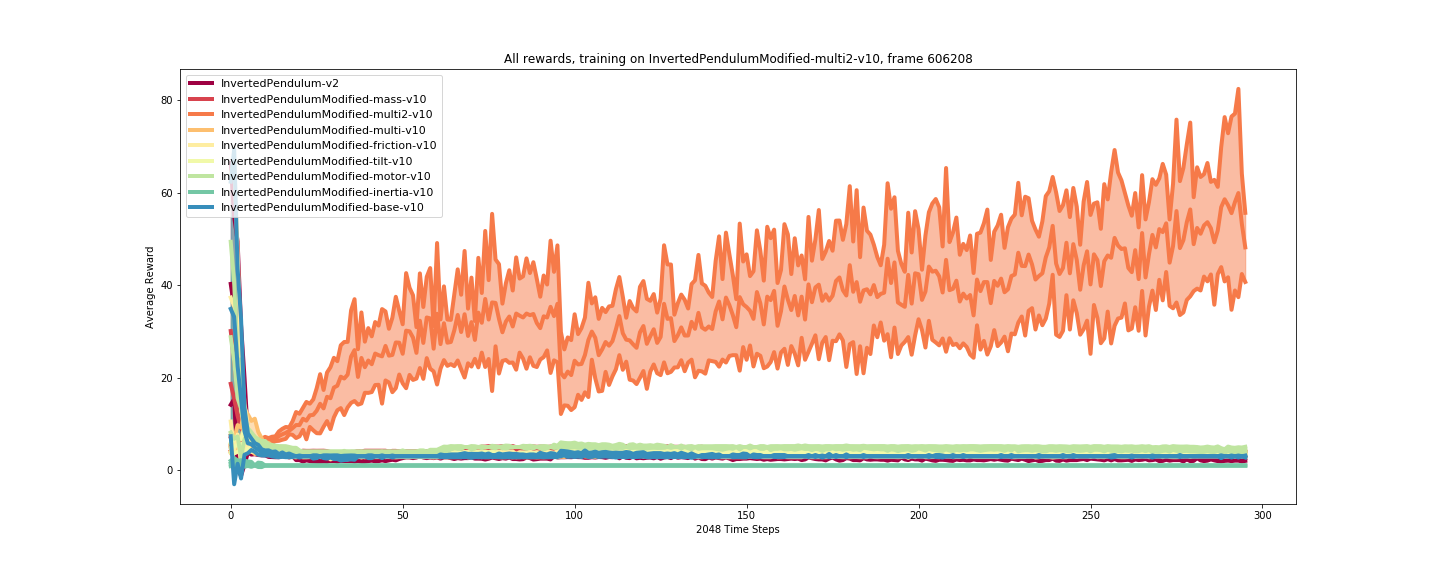 All rewards, training on InvertedPendulumModified-multi2-v10, frame 606208
InvertedPendulum-v2
InvertedPendulumModified-mass-v10
InvertedPendulumModified-multi2-v10
InvertedPendulumModified-multi-v10
InvertedPendulumModified-friction-v10
InvertedPendulumModified-tilt-v10
InvertedPendulumModified-motor-v10
InvertedPendulumModified-inertia-v10
InvertedPendulumModified-base-v10
Average Reward
80
60
40
20
0
0 50 100 150 200 250 300
2048 Time Steps